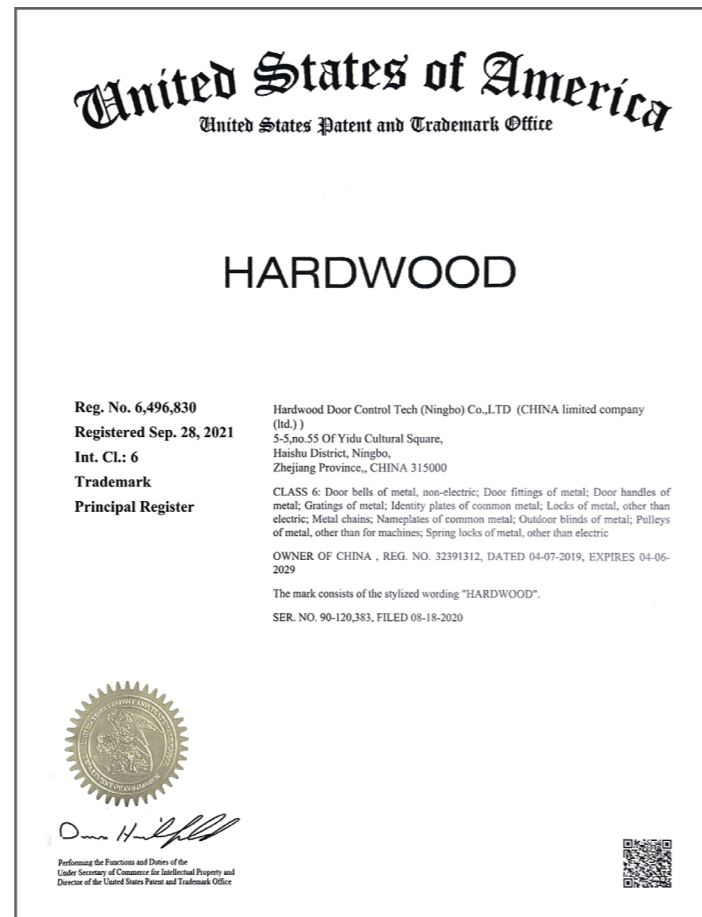 United States of America
United States Patent and Trademark Office
HARDWOOD
Reg. No. 6,496,830
Registered Sep. 28, 2021
Int. Cl.: 6
Trademark
Principal Register
Hardwood Door Control Tech (Ningbo) Co.,LTD (CHINA limited company
(ltd.) )
5-5,no.55 Of Yidu Cultural Square,
Haishu District, Ningbo,
Zhejiang Province,, CHINA 315000
CLASS 6: Door bells of metal, non-electric; Door fittings of metal; Door handles of
metal; Gratings of metal; Identity plates of common metal; Locks of metal, other than
electric; Metal chains; Nameplates of common metal; Outdoor blinds of metal; Pulleys
of metal, other than for machines; Spring locks of metal, other than electric
OWNER OF CHINA , REG. NO. 32391312, DATED 04-07-2019, EXPIRES 04-06-
2029
The mark consists of the stylized wording "HARDWOOD".
SER. NO. 90-120,383, FILED 08-18-2020
Performing the Functions and Duties of the
Under Secretary of Commerce for Intellectual Property and
Director of the United States Patent and Trademark Office